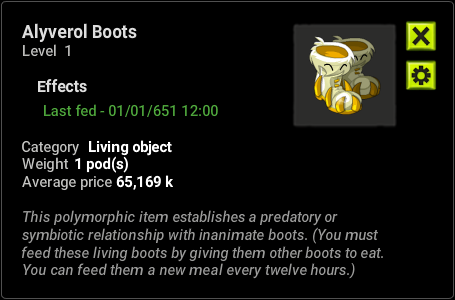 Alyverol Boots
Level 1
Effects
Last fed - 01/01/651 12:00
Category Living object
Weight 1 pod(s)
Average price 65,169 k
This polymorphic item establishes a predatory or
symbiotic relationship with inanimate boots. (You must
feed these living boots by giving them other boots to eat.
You can feed them a new meal every twelve hours.)